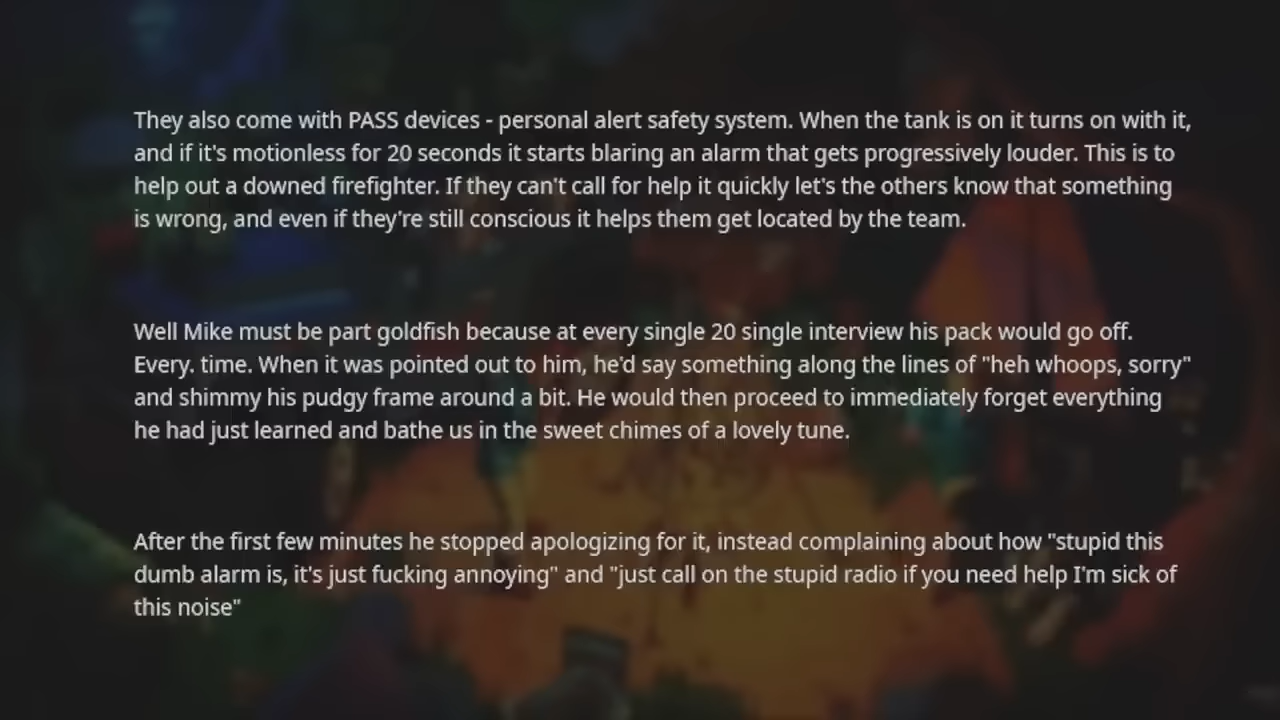 They also come with PASS devices - personal alert safety system. When the tank is on it turns on with it,
and if it's motionless for 20 seconds it starts blaring an alarm that gets progressively louder. This is to
help out a downed firefighter. If they can't call for help it quickly let's the others know that something
is wrong, and even if they're still conscious it helps them get located by the team.
Well Mike must be part goldfish because at every single 20 single interview his pack would go off.
Every. time. When it was pointed out to him, he'd say something along the lines of "heh whoops, sorry"
and shimmy his pudgy frame around a bit. He would then proceed to immediately forget everything
he had just learned and bathe us in the sweet chimes of a lovely tune.
After the first few minutes he stopped apologizing for it, instead complaining about how "stupid this
dumb alarm is, it's just fucking annoying" and "just call on the stupid radio if you need help I'm sick of
this noise"